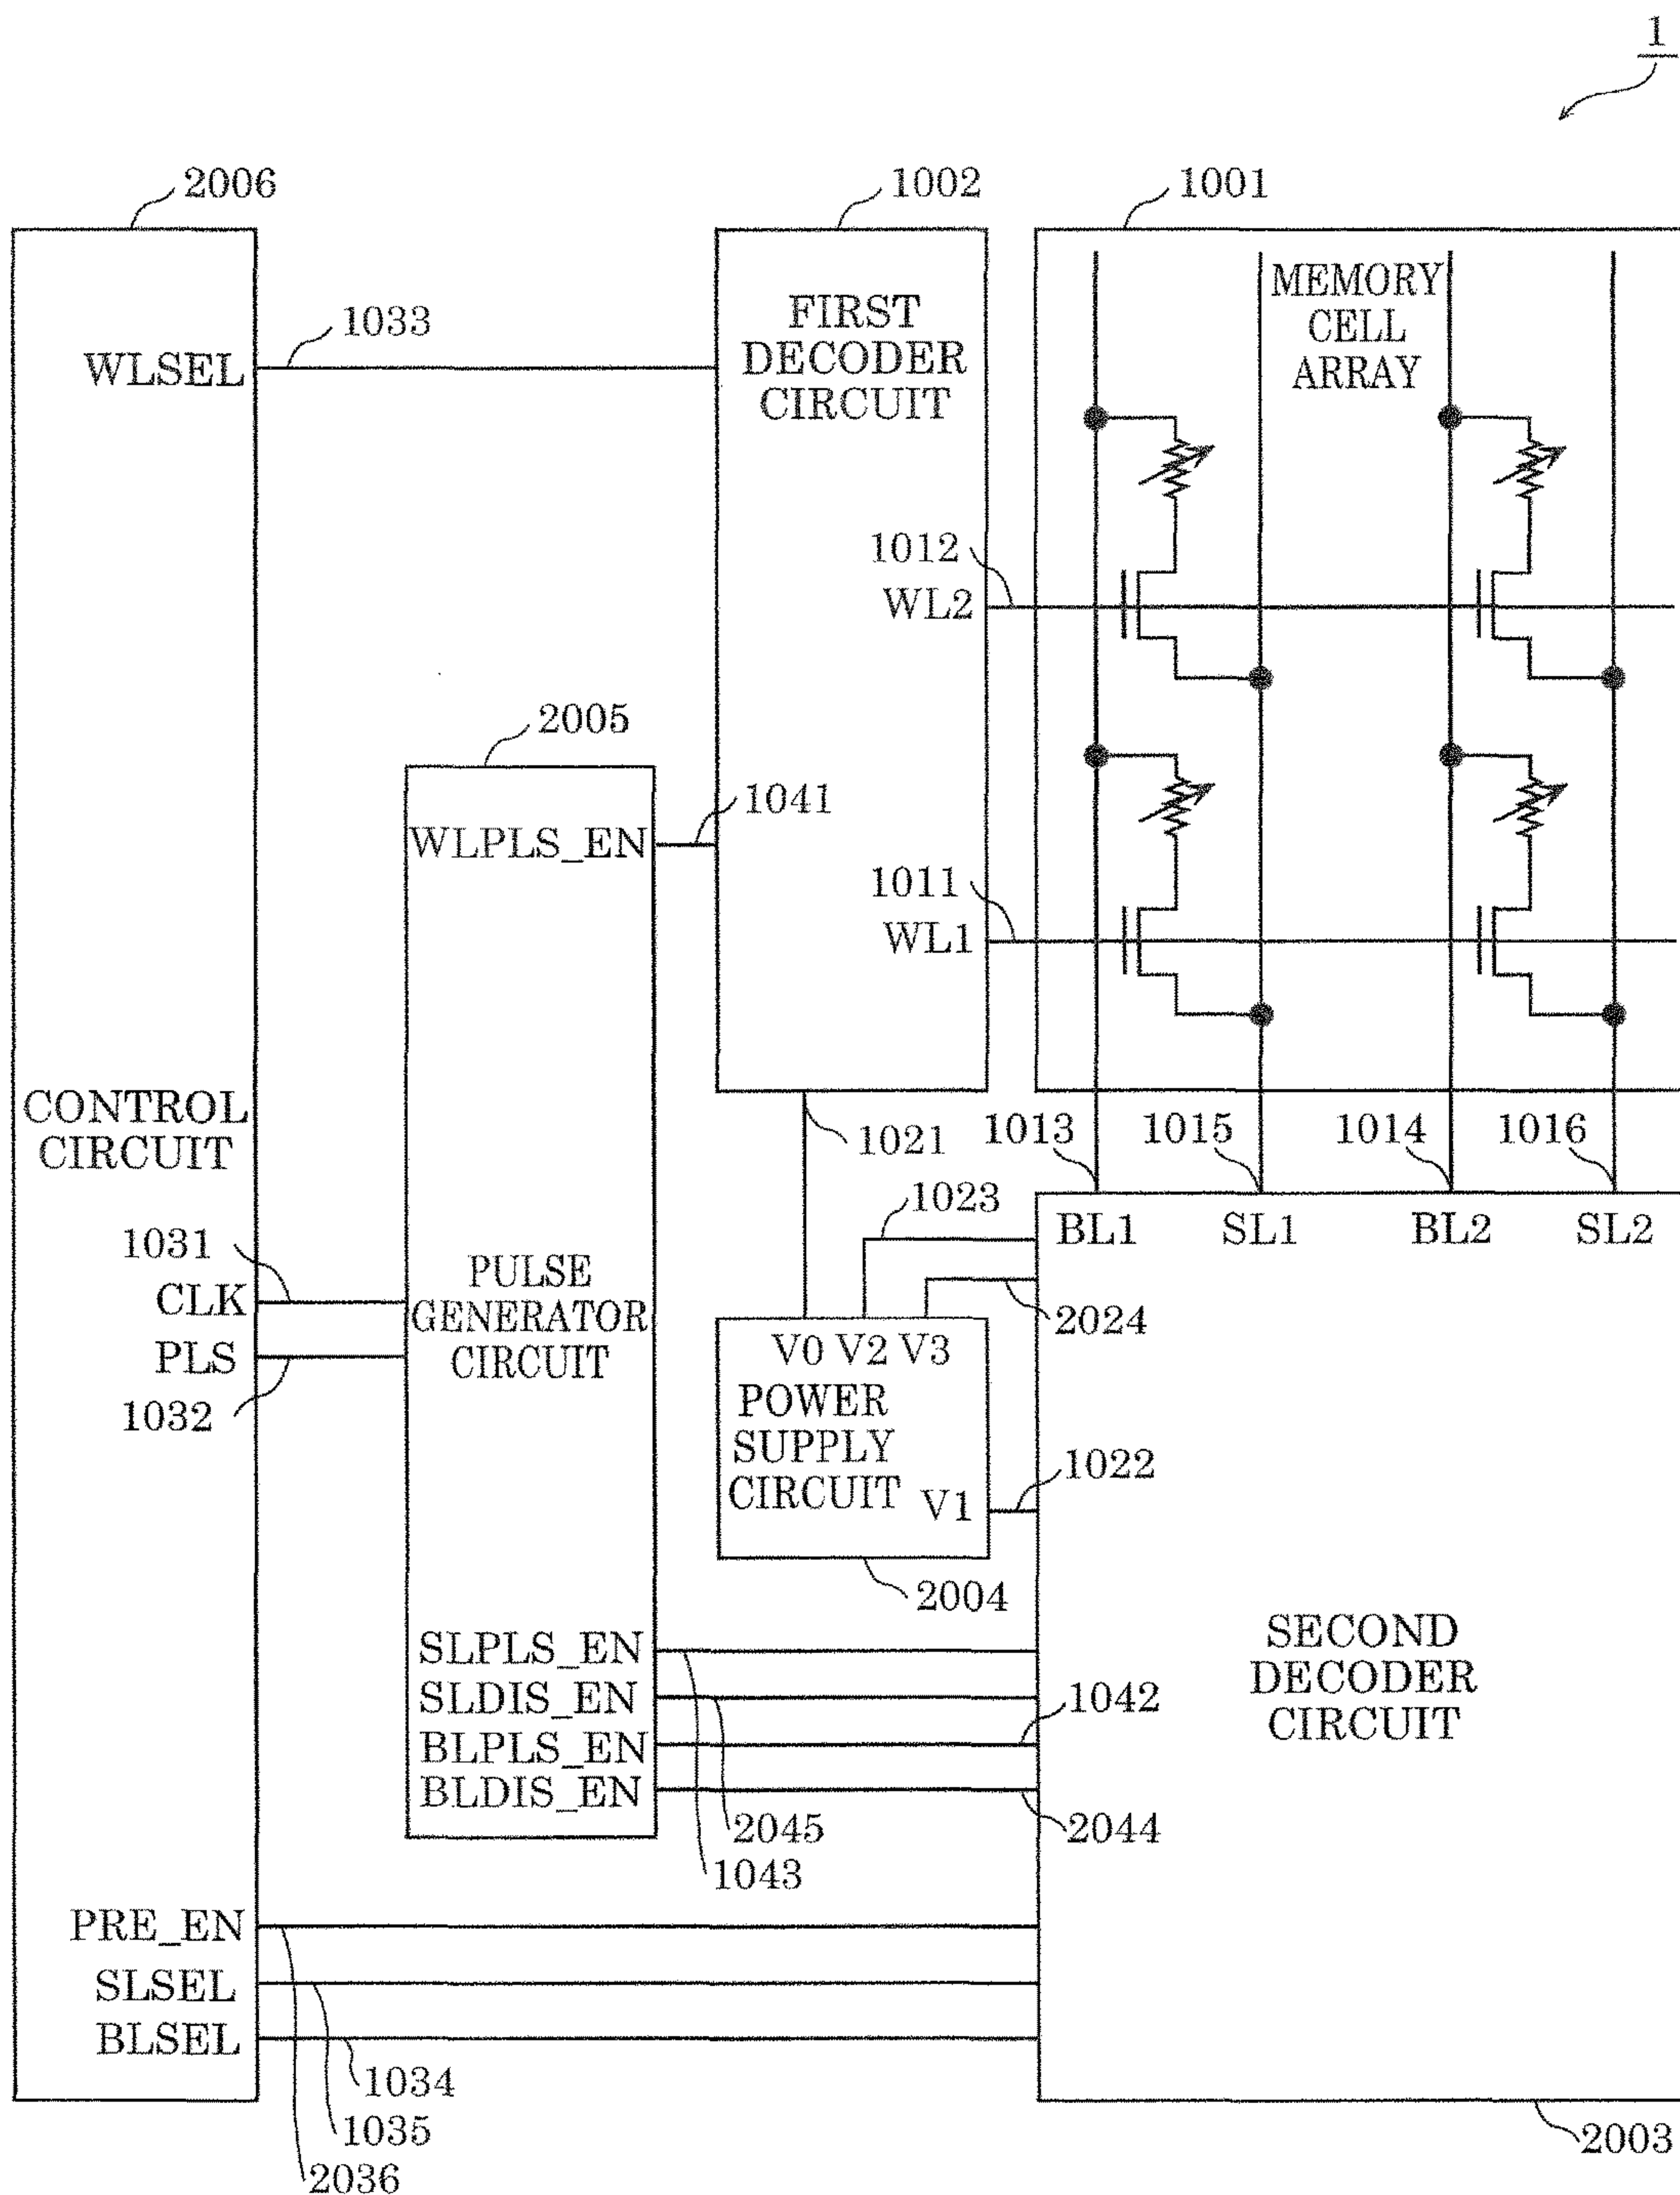 1
2006
1002
1001
WLSEL
1033
FIRST
DECODER
CIRCUIT
MEMORY
CELL
ARRAY
1012
WL2
2005
WLPLS_EN
1041
1011
WL1
CONTROL
CIRCUIT
1021
1013
1015
1014
1016
1023
BL1
SL1
BL2
SL2
1031
CLK
PLS
1032
PULSE
GENERATOR
CIRCUIT
2024
V0 V2 V3
POWER
SUPPLY
CIRCUIT
V1
1022
2004
SLPLS_EN
SLDIS_EN
BLPLS_EN
BLDIS_EN
1042
SECOND
DECODER
CIRCUIT
2045
2044
1043
PRE_EN
SLSEL
BLSEL
1034
1035
2036
2003